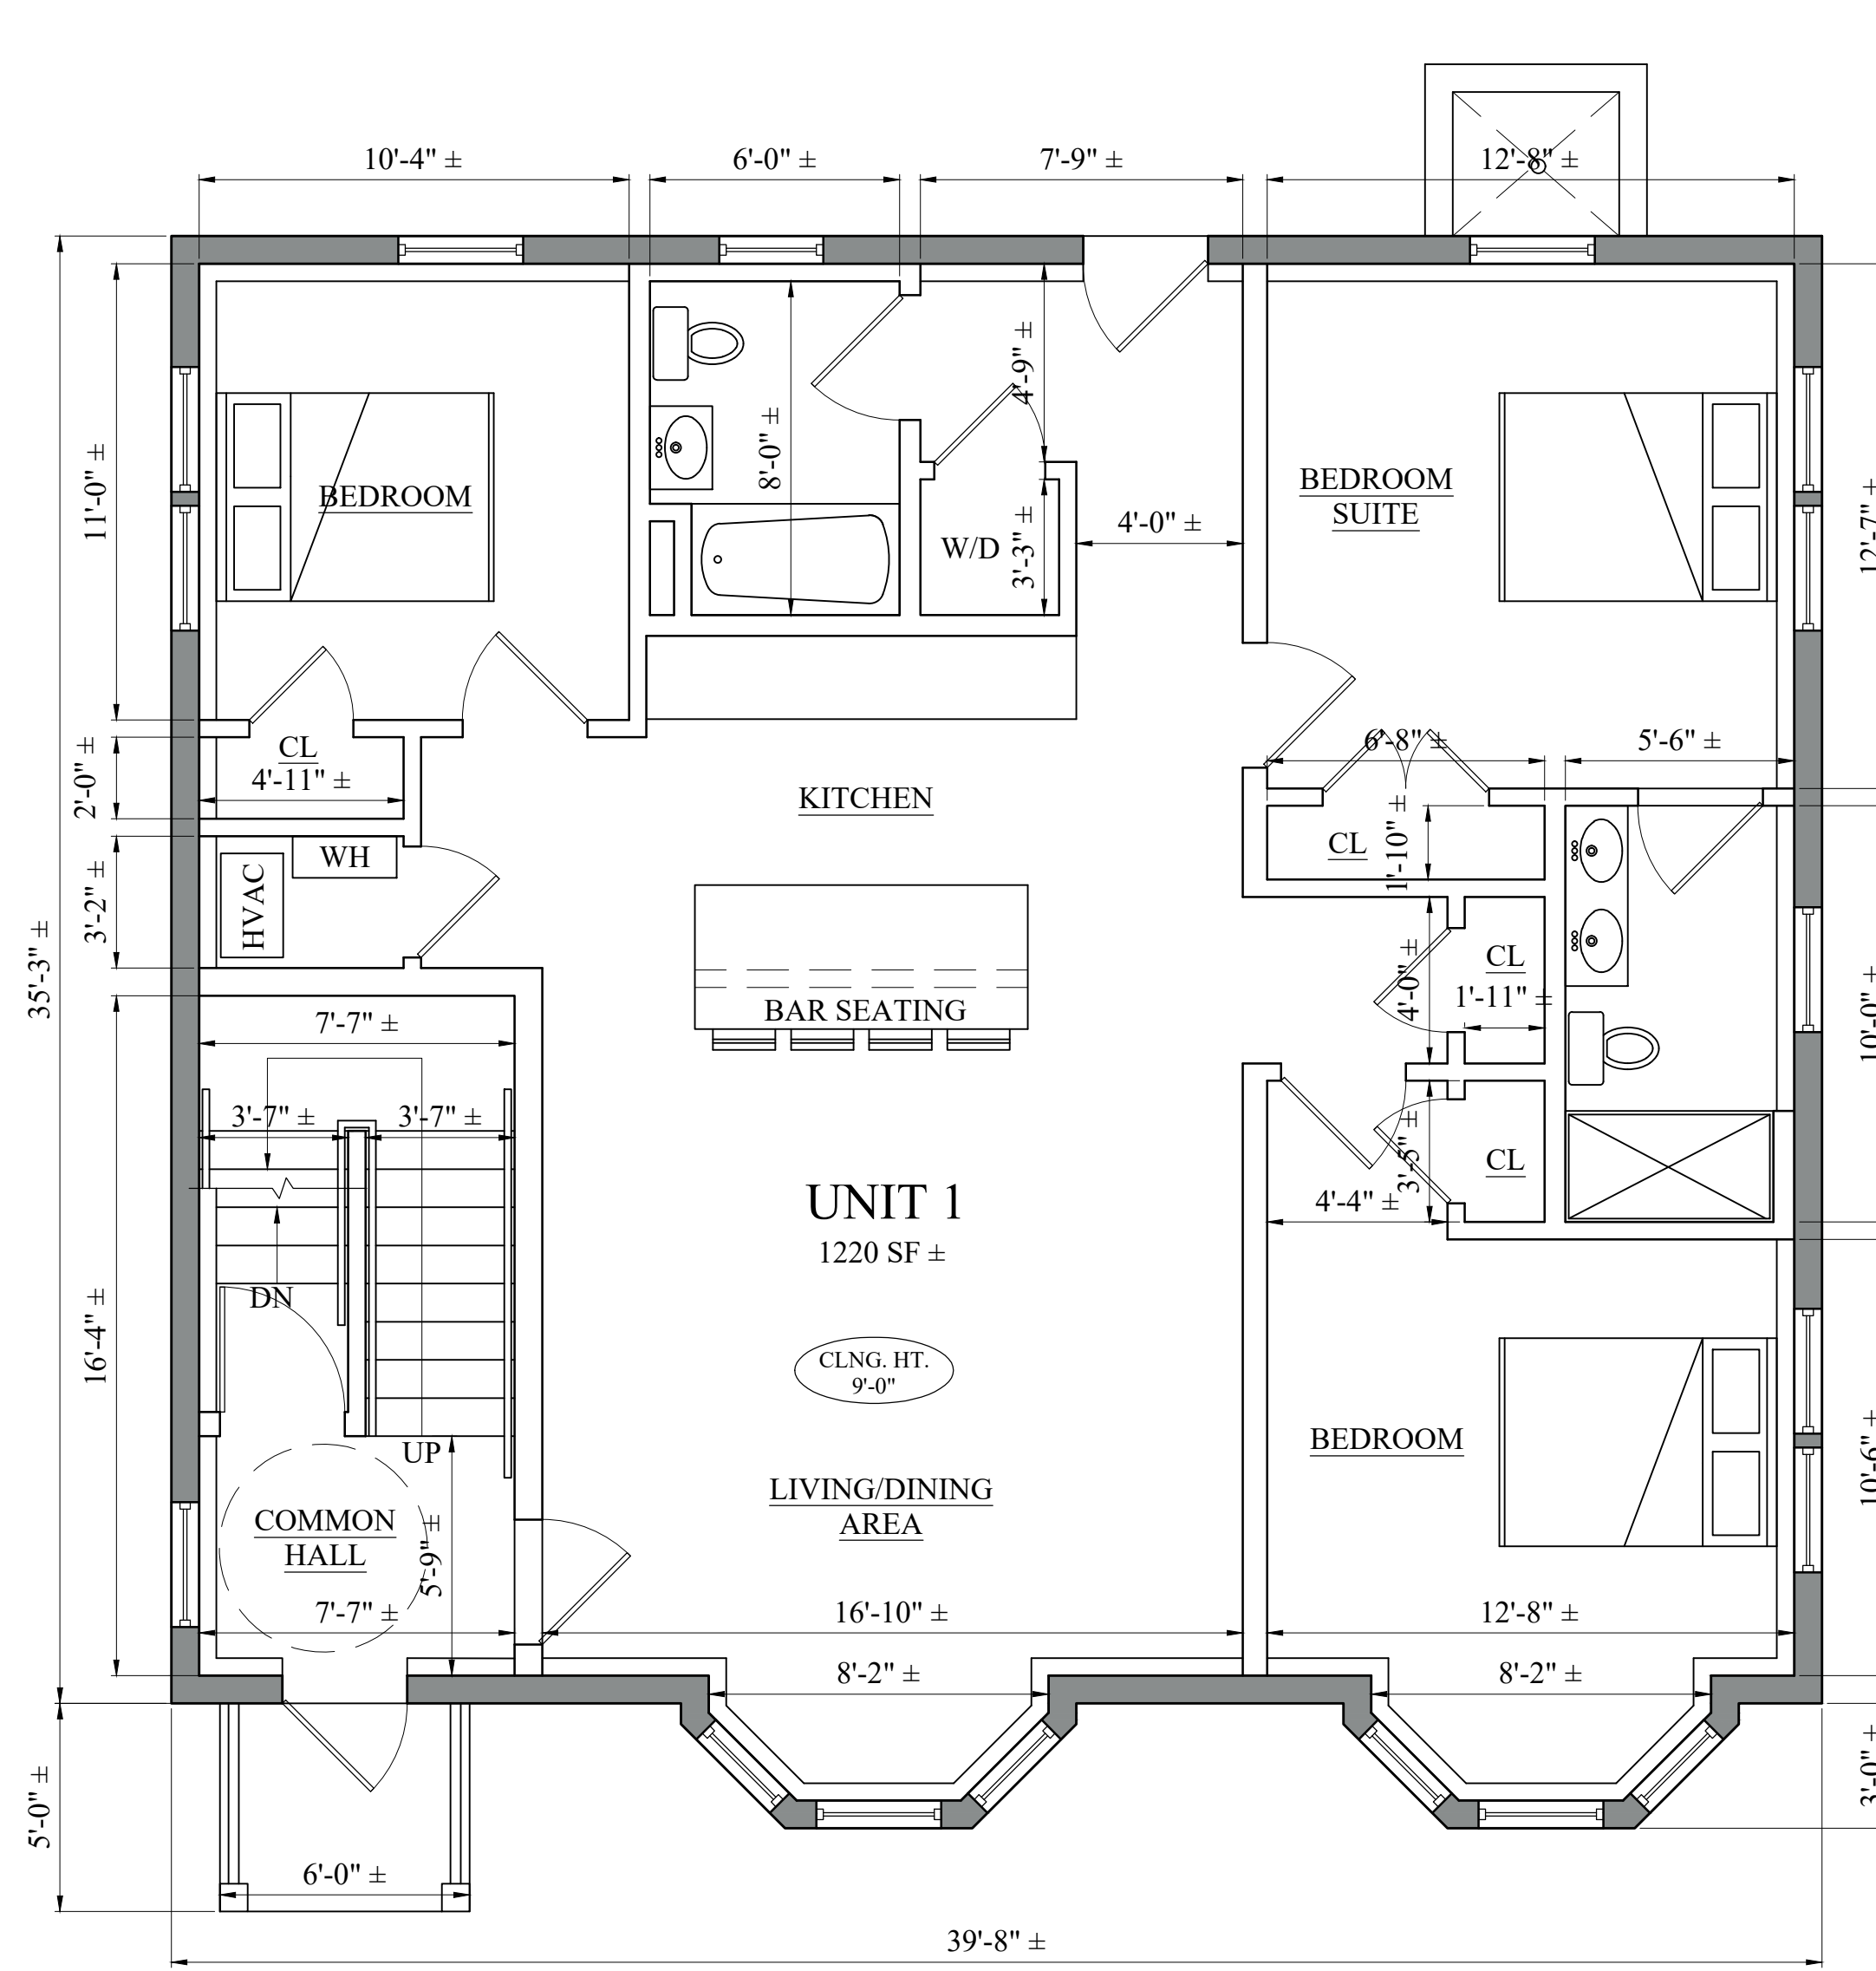 10'-4" ±
6'-0" ±
7'-9" ±
12'-8" ±
11'-0" ±
8'-0" ±
4'-9" ±
BEDROOM
BEDROOM
SUITE
12'-7" ±
W/D
3'-3" ±
4'-0" ±
CL
4'-11" ±
2'-0" ±
KITCHEN
6'-8" ±
5'-6" ±
CL
1'-10" ±
WH
HVAC
3'-2" ±
35'-3" ±
BAR SEATING
4'-0" ±
CL
1'-11" ±
10'-0" ±
7'-7" ±
3'-7" ±
3'-7" ±
UNIT 1
1220 SF ±
CL
3'-5" ±
4'-4" ±
DN
16'-4" ±
CLNG. HT.
9'-0"
UP
BEDROOM
10'-6" ±
LIVING/DINING
AREA
COMMON
HALL
5'-9" ±
7'-7" ±
16'-10" ±
12'-8" ±
8'-2" ±
8'-2" ±
3'-0" ±
5'-0" ±
6'-0" ±
39'-8" ±